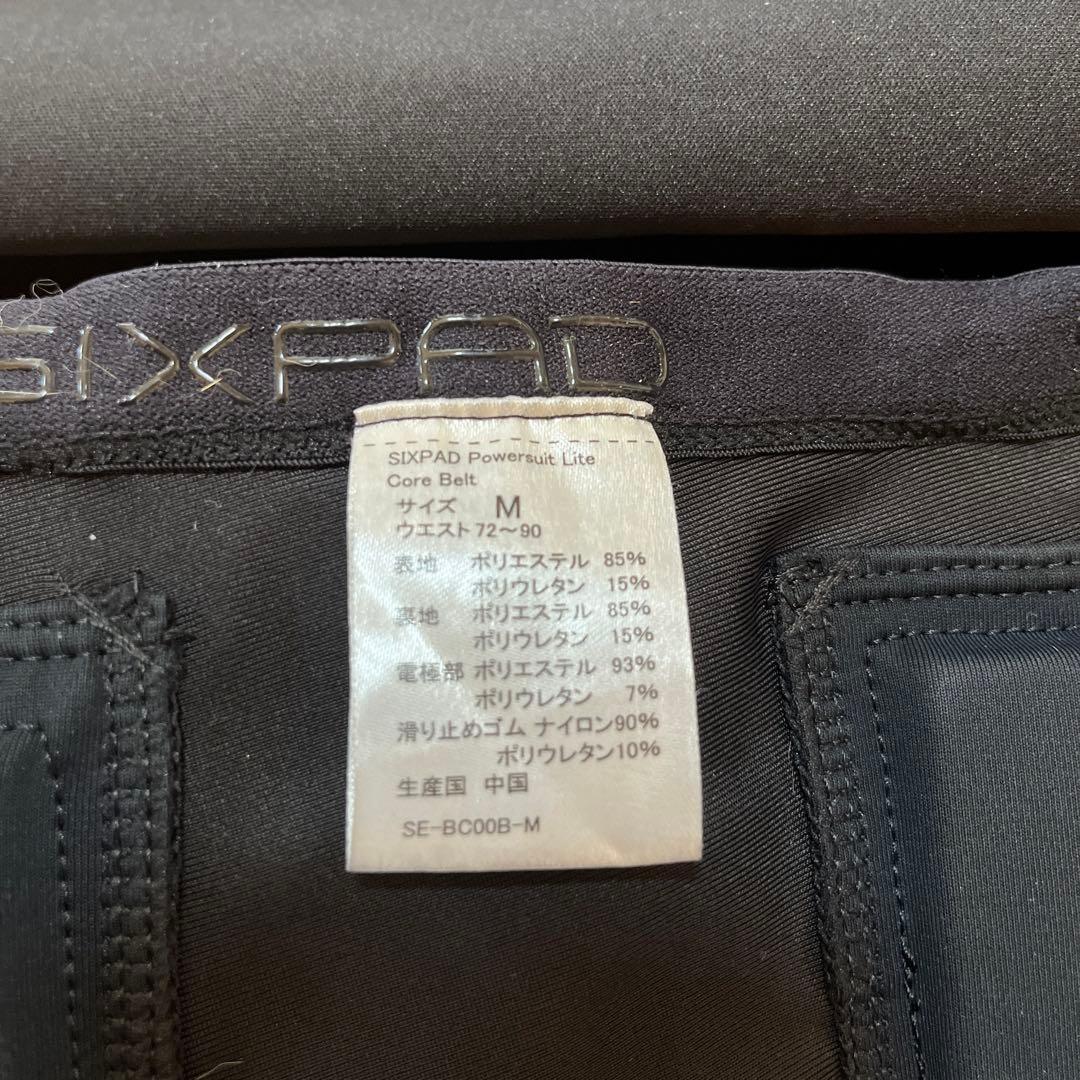 SIXPAD
SIXPAD Powersuit Lite
Core Belt
サイズ M
ウエスト72～90
表地 ポリエステル 85%
ポリウレタン 15%
裏地 ポリエステル 85%
ポリウレタン 15%
電極部 ポリエステル 93%
ポリウレタン 7%
滑り止めゴム ナイロン90%
ポリウレタン10%
生産国 中国
SE-BC00B-M